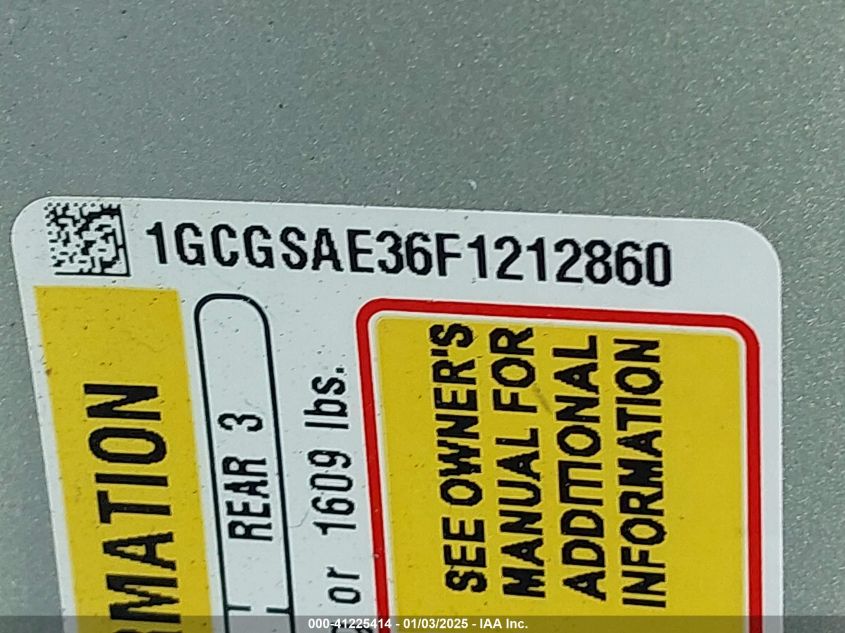 1GCGSAE36F1212860
RMATION
REAR 3
or 1609 lbs.
SEE OWNER'S
MANUAL FOR
ADDITIONAL
INFORMATION
000-41225414 - 01/03/2025 - IAA Inc.